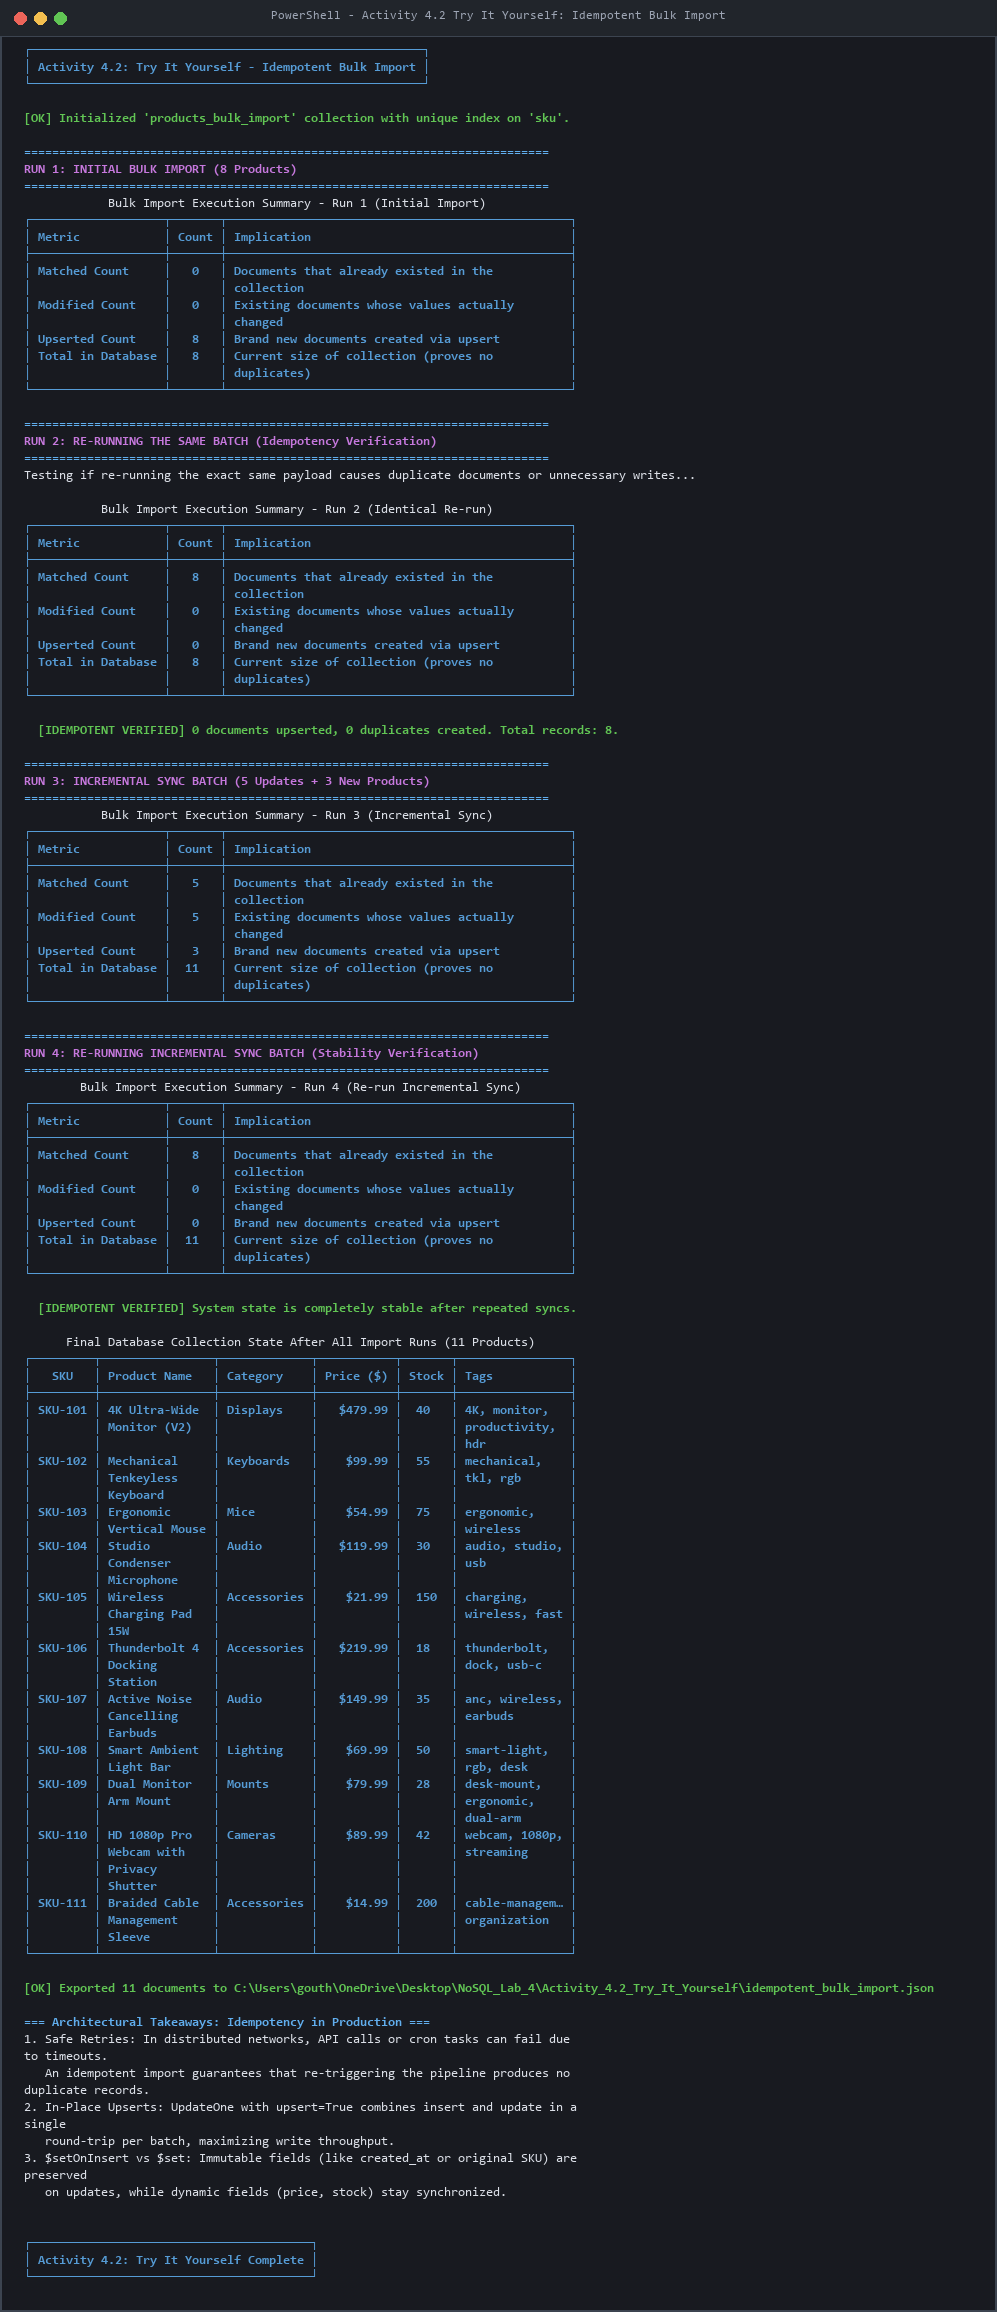 PowerShell - Activity 4.2 Try It Yourself: Idempotent Bulk Import
Activity 4.2: Try It Yourself - Idempotent Bulk Import
[OK] Initialized 'products_bulk_import' collection with unique index on 'sku'.
===========================================================================
RUN 1: INITIAL BULK IMPORT (8 Products)
===========================================================================
Bulk Import Execution Summary - Run 1 (Initial Import)
Metric Count Implication
Matched Count 0 Documents that already existed in the
collection
Modified Count 0 Existing documents whose values actually
changed
Upserted Count 8 Brand new documents created via upsert
Total in Database 8 Current size of collection (proves no
duplicates)
===========================================================================
RUN 2: RE-RUNNING THE SAME BATCH (Idempotency Verification)
===========================================================================
Testing if re-running the exact same payload causes duplicate documents or unnecessary writes...
Bulk Import Execution Summary - Run 2 (Identical Re-run)
Metric Count Implication
Matched Count 8 Documents that already existed in the
collection
Modified Count 0 Existing documents whose values actually
changed
Upserted Count 0 Brand new documents created via upsert
Total in Database 8 Current size of collection (proves no
duplicates)
[IDEMPOTENT VERIFIED] 0 documents upserted, 0 duplicates created. Total records: 8.
===========================================================================
RUN 3: INCREMENTAL SYNC BATCH (5 Updates + 3 New Products)
===========================================================================
Bulk Import Execution Summary - Run 3 (Incremental Sync)
Metric Count Implication
Matched Count 5 Documents that already existed in the
collection
Modified Count 5 Existing documents whose values actually
changed
Upserted Count 3 Brand new documents created via upsert
Total in Database 11 Current size of collection (proves no
duplicates)
===========================================================================
RUN 4: RE-RUNNING INCREMENTAL SYNC BATCH (Stability Verification)
===========================================================================
Bulk Import Execution Summary - Run 4 (Re-run Incremental Sync)
Metric Count Implication
Matched Count 8 Documents that already existed in the
collection
Modified Count 0 Existing documents whose values actually
changed
Upserted Count 0 Brand new documents created via upsert
Total in Database 11 Current size of collection (proves no
duplicates)
[IDEMPOTENT VERIFIED] System state is completely stable after repeated syncs.
Final Database Collection State After All Import Runs (11 Products)
SKU Product Name Category Price ($) Stock Tags
SKU-101 4K Ultra-Wide Displays $479.99 40 4K, monitor,
Monitor (V2) productivity,
hdr
SKU-102 Mechanical Keyboards $99.99 55 mechanical,
Tenkeyless tkl, rgb
Keyboard
SKU-103 Ergonomic Mice $54.99 75 ergonomic,
Vertical Mouse wireless
SKU-104 Studio Audio $119.99 30 audio, studio,
Condenser usb
Microphone
SKU-105 Wireless Accessories $21.99 150 charging,
Charging Pad wireless, fast
15W
SKU-106 Thunderbolt 4 Accessories $219.99 18 thunderbolt,
Docking dock, usb-c
Station
SKU-107 Active Noise Audio $149.99 35 anc, wireless,
Cancelling earbuds
Earbuds
SKU-108 Smart Ambient Lighting $69.99 50 smart-light,
Light Bar rgb, desk
SKU-109 Dual Monitor Mounts $79.99 28 desk-mount,
Arm Mount ergonomic,
dual-arm
SKU-110 HD 1080p Pro Cameras $89.99 42 webcam, 1080p,
Webcam with streaming
Privacy
Shutter
SKU-111 Braided Cable Accessories $14.99 200 cable-managem…
Management organization
Sleeve
[OK] Exported 11 documents to C:\Users\gouth\OneDrive\Desktop\NoSQL_Lab_4\Activity_4.2_Try_It_Yourself\idempotent_bulk_import.json
=== Architectural Takeaways: Idempotency in Production ===
1. Safe Retries: In distributed networks, API calls or cron tasks can fail due
to timeouts.
An idempotent import guarantees that re-triggering the pipeline produces no
duplicate records.
2. In-Place Upserts: UpdateOne with upsert=True combines insert and update in a
single
round-trip per batch, maximizing write throughput.
3. $setOnInsert vs $set: Immutable fields (like created_at or original SKU) are
preserved
on updates, while dynamic fields (price, stock) stay synchronized.
Activity 4.2: Try It Yourself Complete